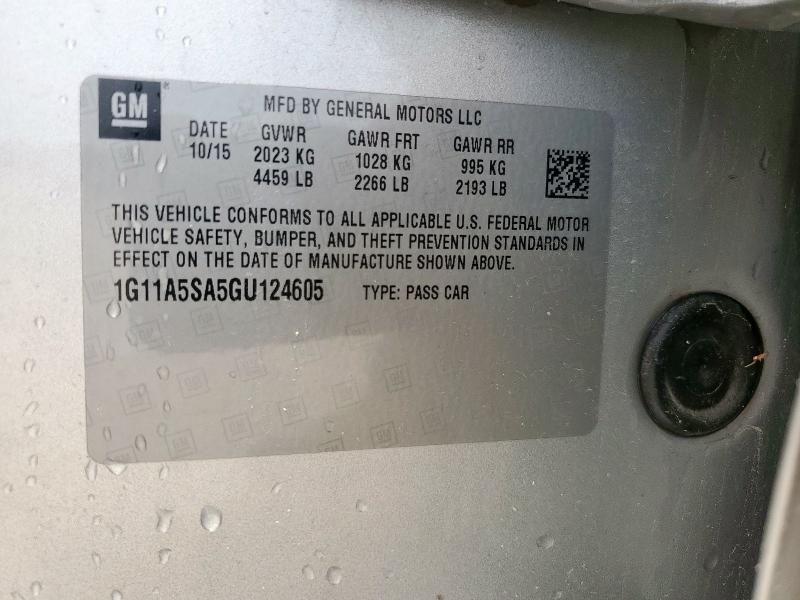 GM
MFD BY GENERAL MOTORS LLC
DATE GVWR GAWR FRT GAWR RR
10/15 2023 KG 1028 KG 995 KG
4459 LB 2266 LB 2193 LB
THIS VEHICLE CONFORMS TO ALL APPLICABLE U.S. FEDERAL MOTOR
VEHICLE SAFETY, BUMPER, AND THEFT PREVENTION STANDARDS IN
EFFECT ON THE DATE OF MANUFACTURE SHOWN ABOVE.
1G11A5SA5GU124605 TYPE: PASS CAR